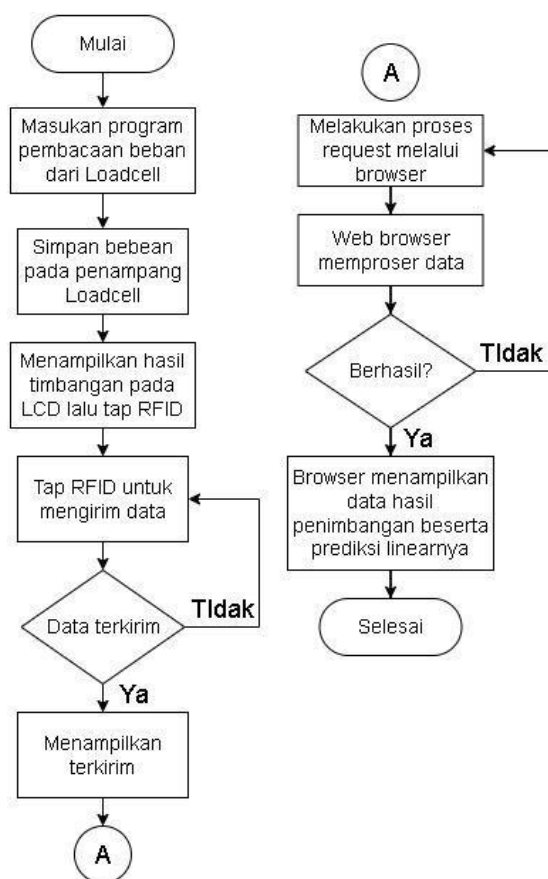 Mulai
Masukan program
pembacaan beban
dari Loadcell
Simpan bebean
pada penampang
Loadcell
Menampilkan hasil
timbangan pada
LCD lalu tap RFID
Tap RFID untuk
mengirim data
Data terkirim
TIdak
Ya
Menampilkan
terkirim
A
A
Melakukan proses
request melalui
browser
Web browser
memproser data
Berhasil?
TIdak
Ya
Browser menampilkan
data hasil
penimbangan beserta
prediksi linearnya
Selesai